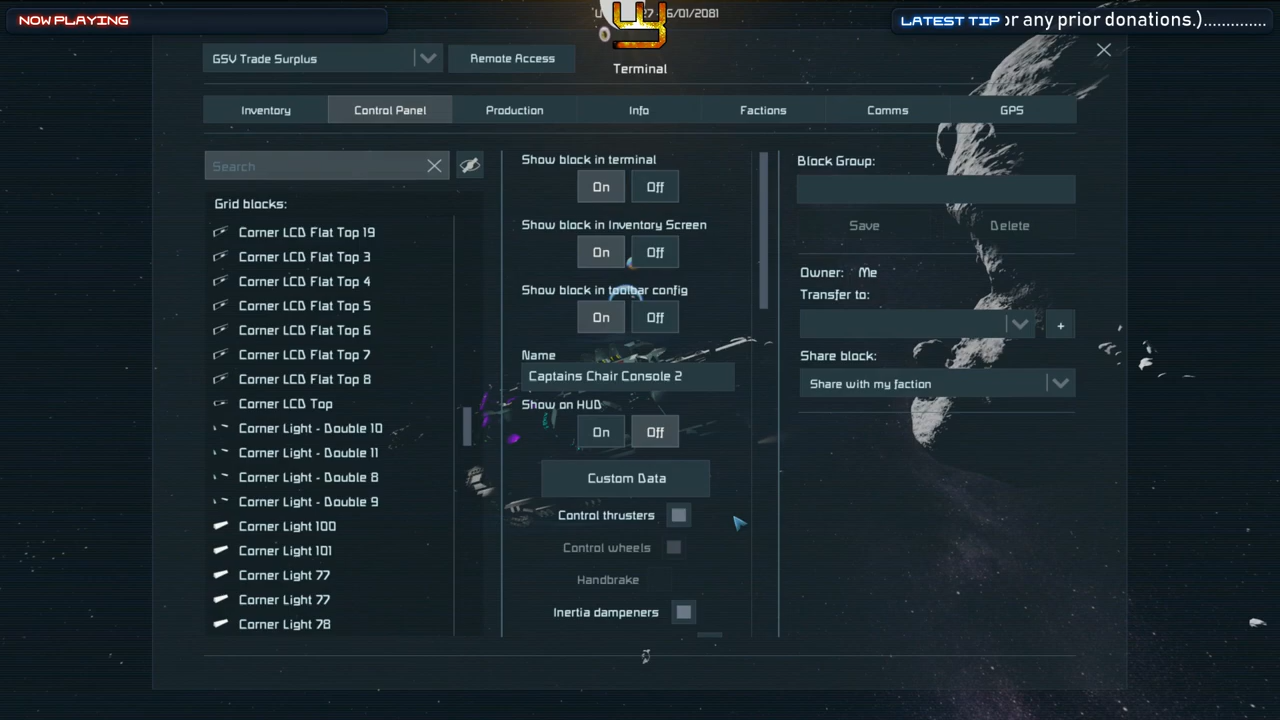 NOW PLAYING
27
6/01/2081
LATEST TIP
or any prior donations.)..............
GSV Trade Surplus
Remote Access
Terminal
Inventory
Control Panel
Production
Info
Factions
Comms
GPS
Search
Grid blocks:
Corner LCD Flat Top 19
Corner LCD Flat Top 3
Corner LCD Flat Top 4
Corner LCD Flat Top 5
Corner LCD Flat Top 6
Corner LCD Flat Top 7
Corner LCD Flat Top 8
Corner LCD Top
Corner Light - Double 10
Corner Light - Double 11
Corner Light - Double 8
Corner Light - Double 9
Corner Light 100
Corner Light 101
Corner Light 77
Corner Light 77
Corner Light 78
Show block in terminal
On Off
Show block in Inventory Screen
On Off
Show block in toolbar config
On Off
Name
Captains Chair Console 2
Show on HUD
On Off
Custom Data
Control thrusters
Control wheels
Handbrake
Inertia dampeners
Block Group:
Save Delete
Owner: Me
Transfer to:
+
Share block:
Share with my faction